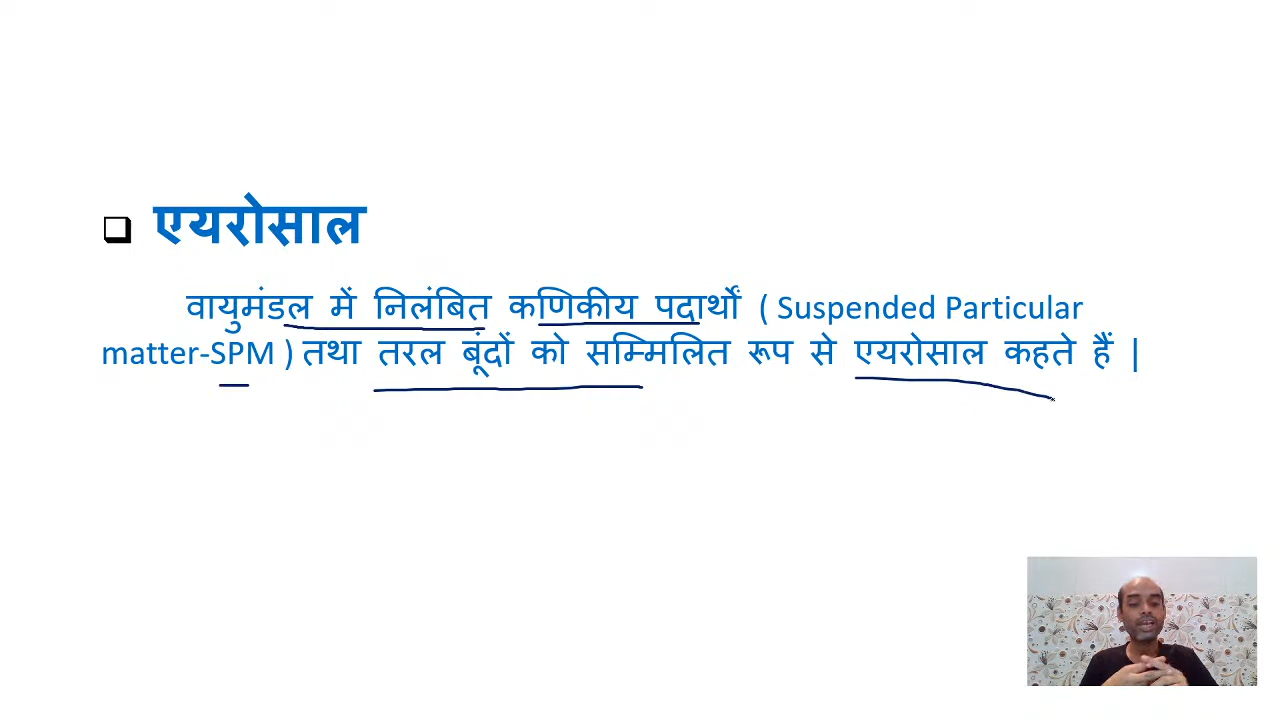 एयरोसाल
वायुमंडल में निलंबित कणिकीय पदार्थों ( Suspended Particular
matter-SPM ) तथा तरल बूंदों को सम्मिलित रूप से एयरोसाल कहते हैं |